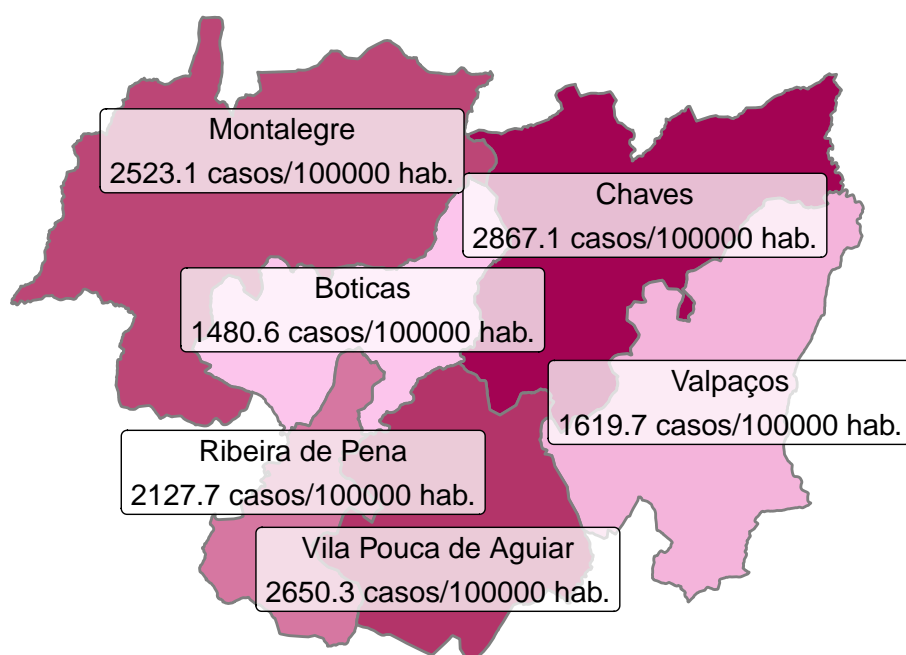 Montalegre
2523.1 casos/100000 hab.
Chaves
2867.1 casos/100000 hab.
Boticas
1480.6 casos/100000 hab.
Valpaços
1619.7 casos/100000 hab.
Ribeira de Pena
2127.7 casos/100000 hab.
Vila Pouca de Aguiar
2650.3 casos/100000 hab.